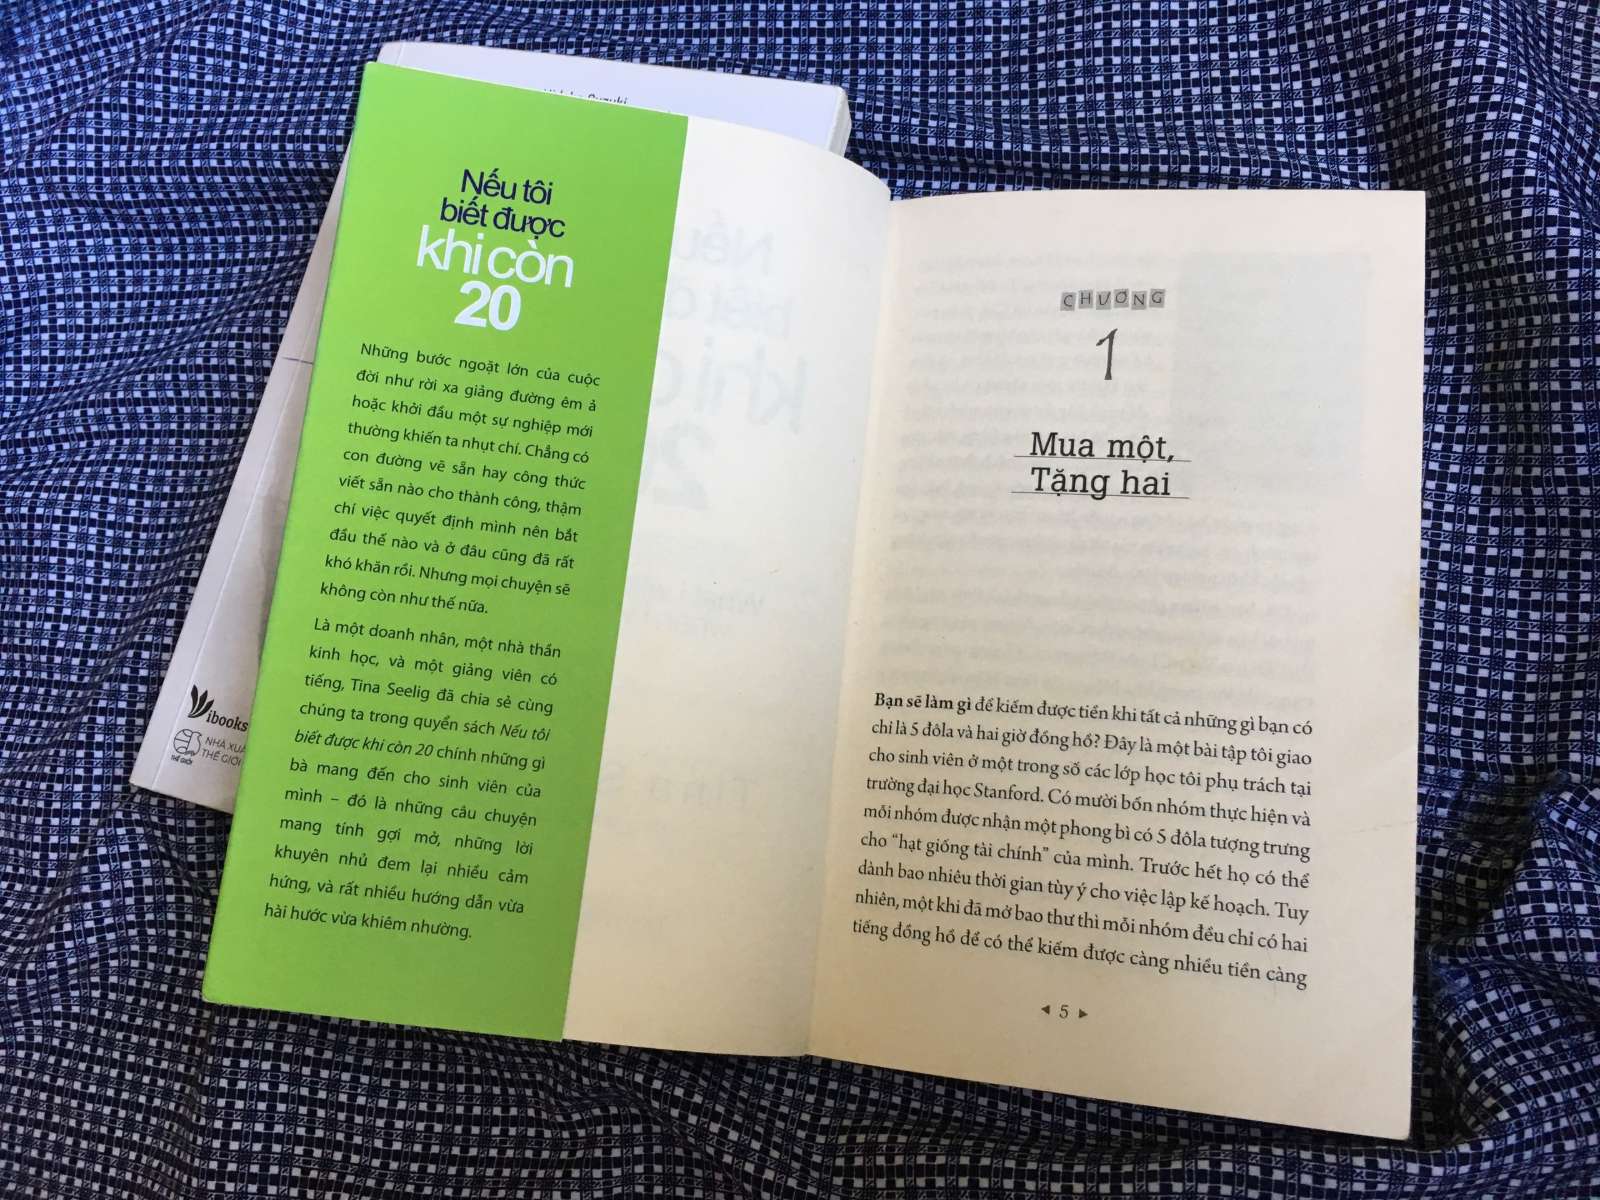 Suzuki
Nếu tôi
biết được
khi còn
20
Những bước ngoặt lớn của cuộc
đời như rời xa giảng đường êm ả
hoặc khởi đầu một sự nghiệp mới
thường khiến ta nhụt chí. Chẳng có
con đường vẽ sẵn hay công thức
viết sẵn nào cho thành công, thậm
chí việc quyết định mình nên bắt
đầu thế nào và ở đâu cũng đã rất
khó khăn rồi. Nhưng mọi chuyện sẽ
không còn như thế nữa.
Là một doanh nhân, một nhà thần
kinh học, và một giảng viên có
tiếng, Tina Seelig đã chia sẻ cùng
chúng ta trong quyển sách Nếu tôi
biết được khi còn 20 chính những gì
bà mang đến cho sinh viên của
mình – đó là những câu chuyện
mang tính gợi mở, những lời
khuyên nhủ đem lại nhiều cảm
hứng, và rất nhiều hướng dẫn vừa
hài hước vừa khiêm nhường.
ibooks
NHÀ XUẤ
THẾ GIỚI
THẾ GIỚI
CHƯƠNG
1
Mua một,
Tặng hai
Bạn sẽ làm gì để kiếm được tiền khi tất cả những gì bạn có
chỉ là 5 đôla và hai giờ đồng hồ? Đây là một bài tập tôi giao
cho sinh viên ở một trong số các lớp học tôi phụ trách tại
trường đại học Stanford. Có mười bốn nhóm thực hiện và
mỗi nhóm được nhận một phong bì có 5 đôla tượng trưng
cho “hạt giống tài chính” của mình. Trước hết họ có thể
dành bao nhiêu thời gian tùy ý cho việc lập kế hoạch. Tuy
nhiên, một khi đã mở bao thư thì mỗi nhóm đều chỉ có hai
tiếng đồng hồ để có thể kiếm được càng nhiều tiền càng
◂ 5 ▸